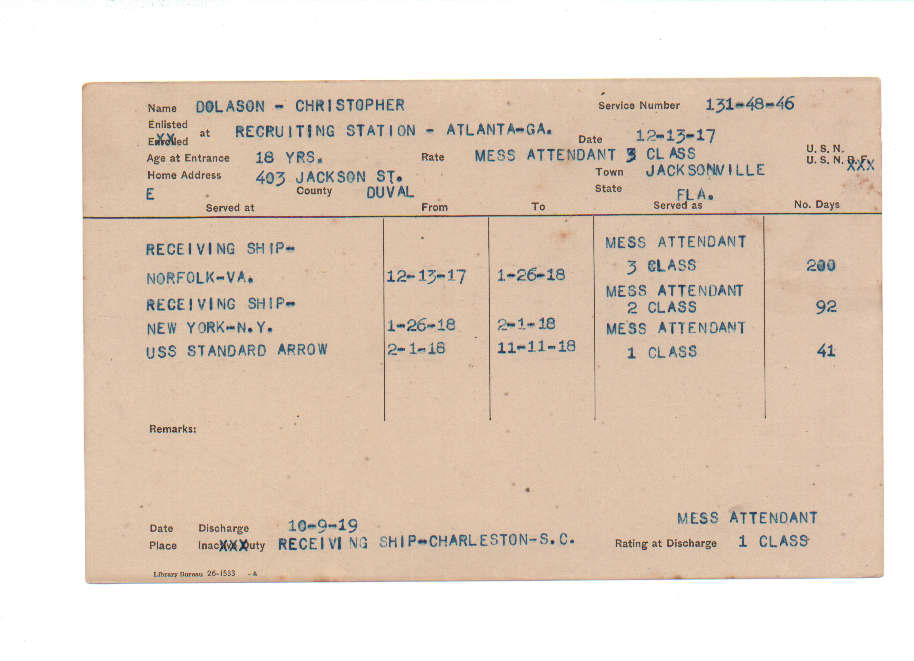 Name DOLASON - CHRISTOPHER Service Number 131-48-46
Enlisted
Enrolled at RECRUITING STATION - ATLANTA-GA. Date 12-13-17
XX
Age at Entrance 18 YRS. Rate MESS ATTENDANT 3 CLASS U. S. N.
U. S. N. R. F.
XXX
Home Address 403 JACKSON ST. Town JACKSONVILLE
E County DUVAL State FLA.
Served at From To Served as No. Days
RECEIVING SHIP- MESS ATTENDANT
NORFOLK-VA. 12-13-17 1-26-18 3 CLASS 200
RECEIVING SHIP- MESS ATTENDANT
2 CLASS 92
NEW YORK-N.Y. 1-26-18 2-1-18 MESS ATTENDANT
USS STANDARD ARROW 2-1-18 11-11-18 1 CLASS 41
Remarks:
MESS ATTENDANT
Date Discharge 10-9-19
Place Inac XXX uty RECEIVING SHIP-CHARLESTON-S.C. Rating at Discharge 1 CLASS
Library Bureau 26-1553 -A